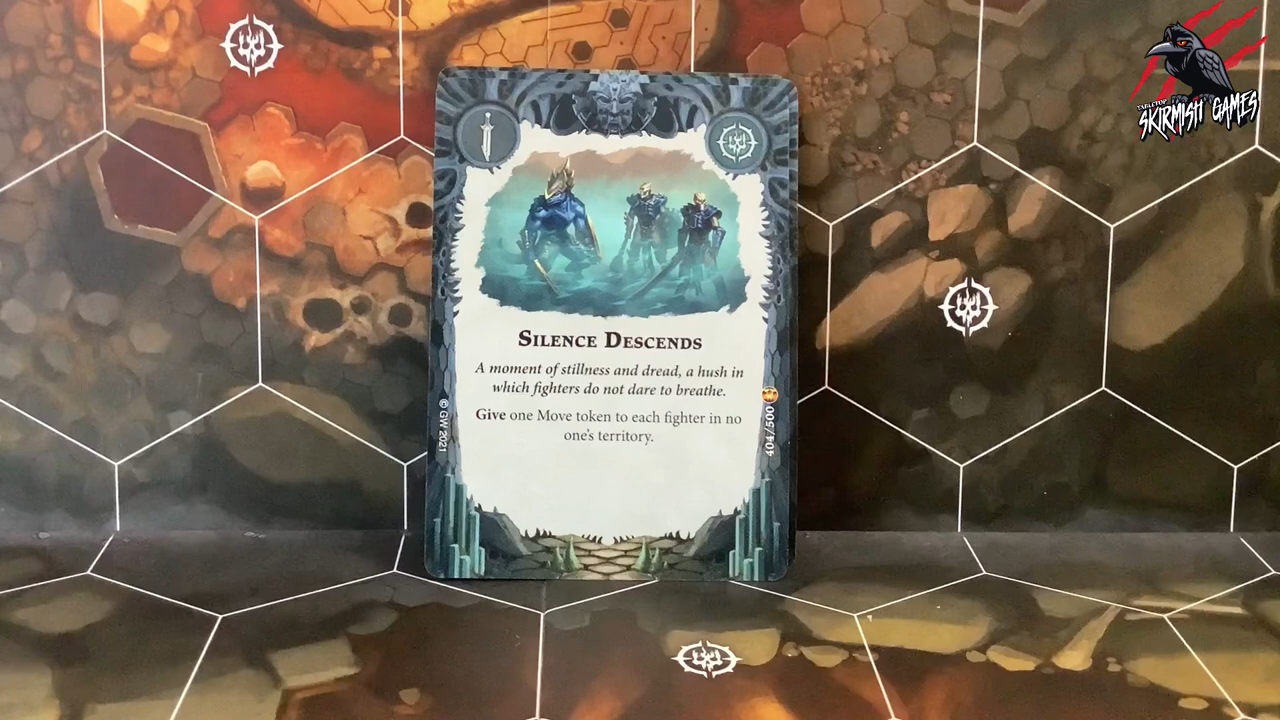 TABLETOP
SKIRMISH GAMES
SILENCE DESCENDS
A moment of stillness and dread, a hush in
which fighters do not dare to breathe.
Give one Move token to each fighter in no
one's territory.
© GW 2021
404/500